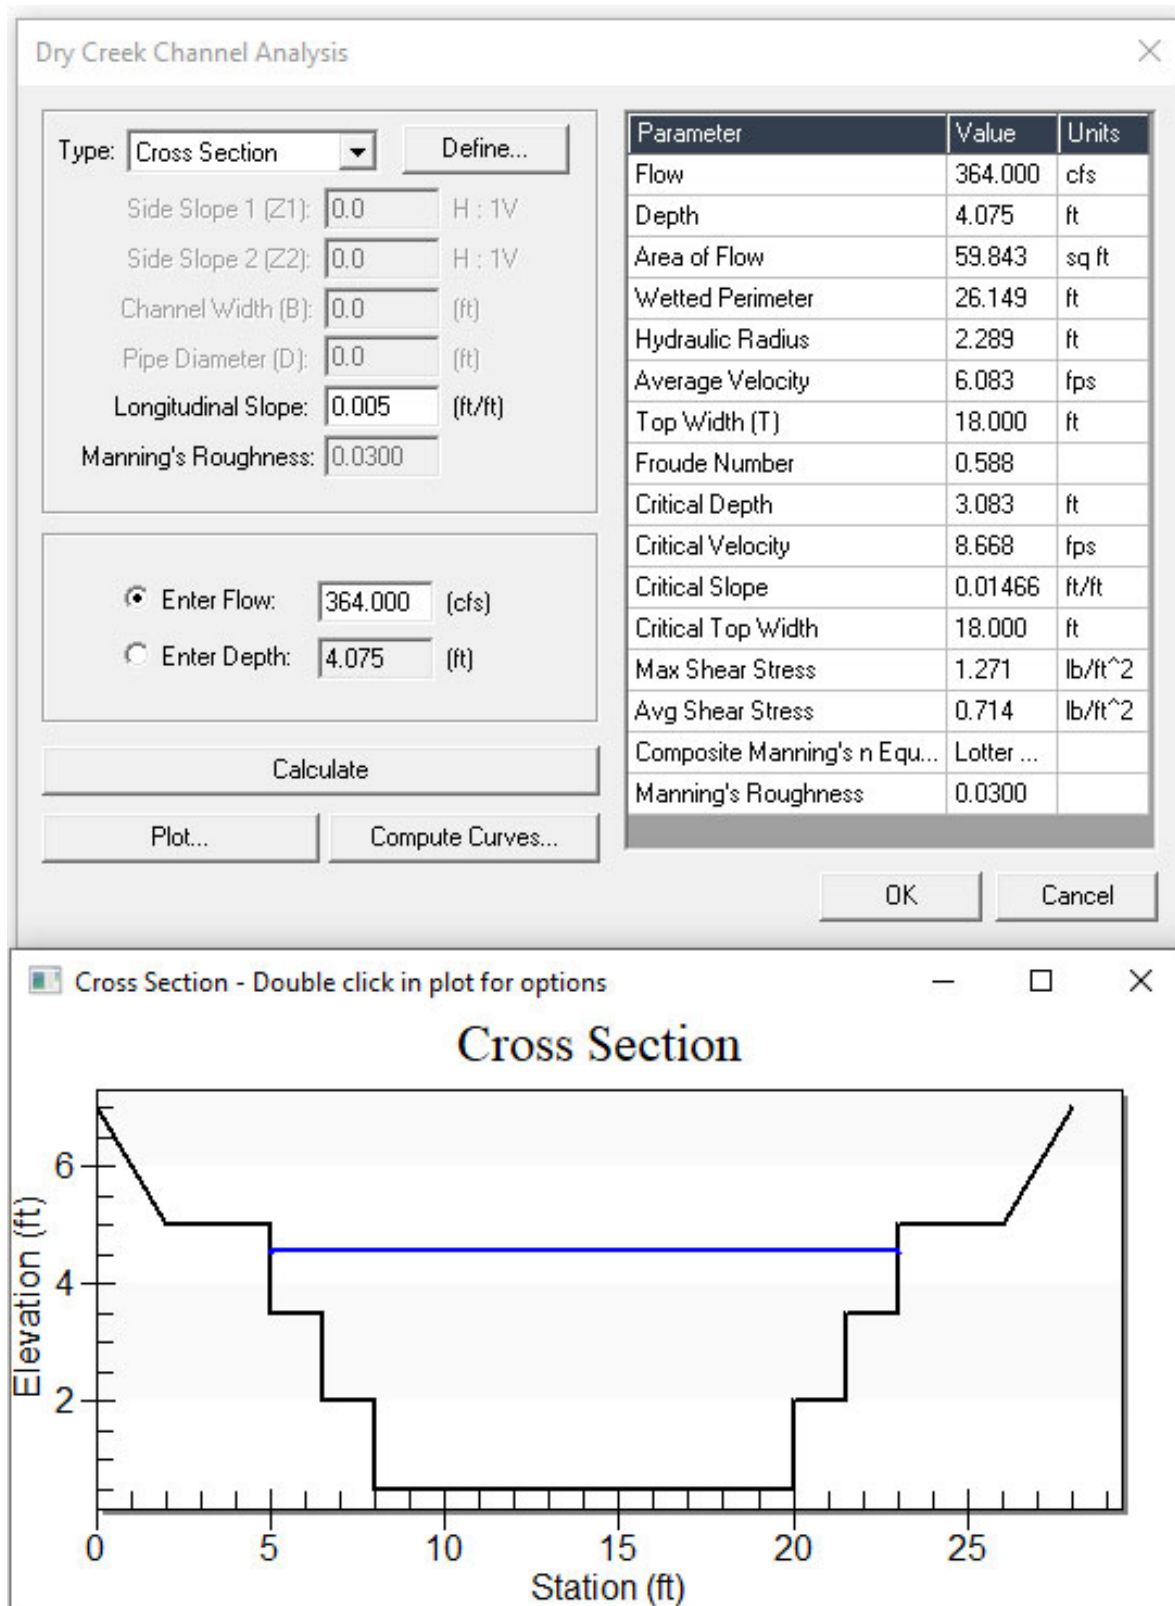 Dry Creek Channel Analysis
Type: Cross Section Define...
Side Slope 1 (Z1): 0.0 H : 1V
Side Slope 2 (Z2): 0.0 H : 1V
Channel Width (B): 0.0 (ft)
Pipe Diameter (D): 0.0 (ft)
Longitudinal Slope: 0.005 (ft/ft)
Manning's Roughness: 0.0300
Enter Flow: 364.000 (cfs)
Enter Depth: 4.075 (ft)
Calculate
Plot... Compute Curves...
Parameter Value Units
Flow 364.000 cfs
Depth 4.075 ft
Area of Flow 59.843 sq ft
Wetted Perimeter 26.149 ft
Hydraulic Radius 2.289 ft
Average Velocity 6.083 fps
Top Width (T) 18.000 ft
Froude Number 0.588
Critical Depth 3.083 ft
Critical Velocity 8.668 fps
Critical Slope 0.01466 ft/ft
Critical Top Width 18.000 ft
Max Shear Stress 1.271 lb/ft^2
Avg Shear Stress 0.714 lb/ft^2
Composite Manning's n Equ... Lotter ...
Manning's Roughness 0.0300
OK Cancel
Cross Section - Double click in plot for options
Cross Section
Elevation (ft)
6
4
2
0 5 10 15 20 25
Station (ft)